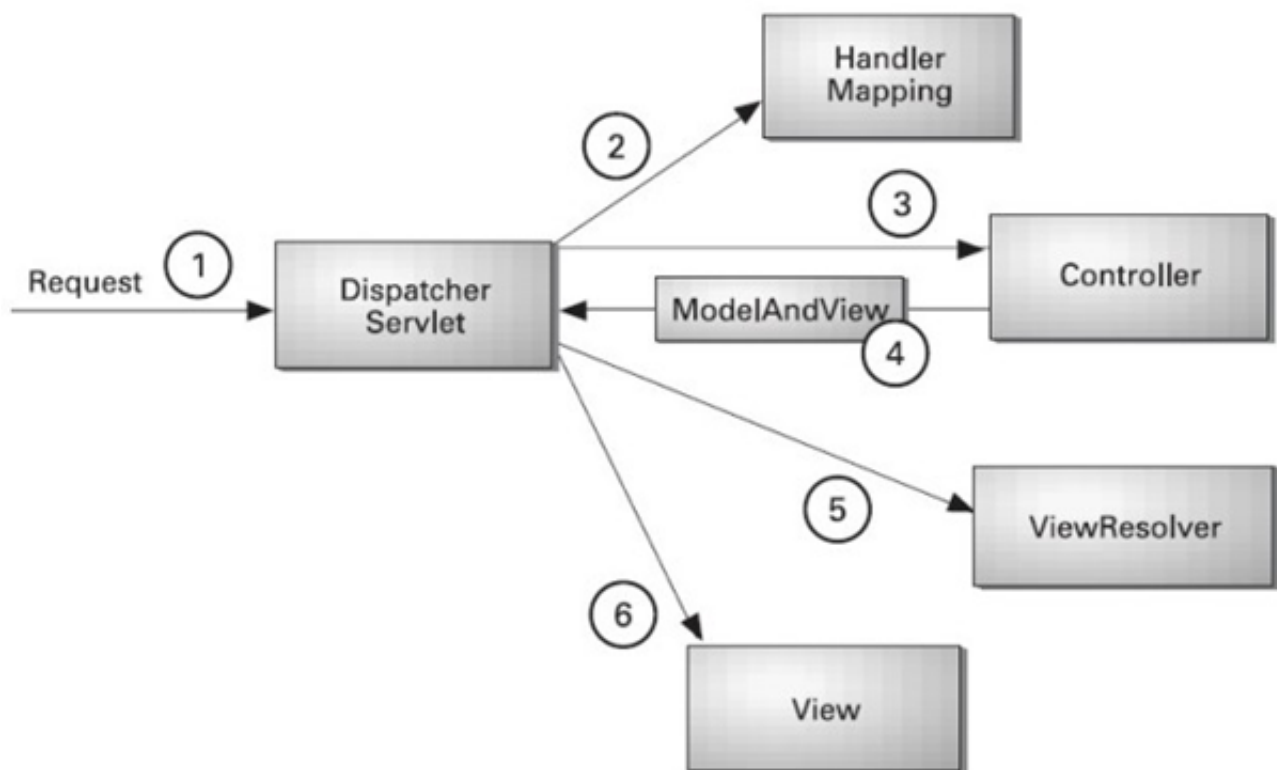 Handler
Mapping
2
3
1
Request
Dispatcher
Servlet
Controller
ModelAndView
4
5
ViewResolver
6
View